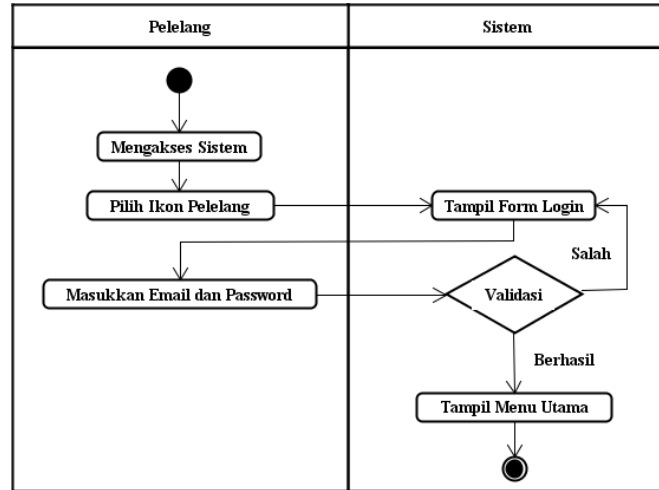 Pelelang
Sistem
Mengakses Sistem
Pilih Ikon Pelelang
Tampil Form Login
Salah
Masukkan Email dan Password
Validasi
Berhasil
Tampil Menu Utama